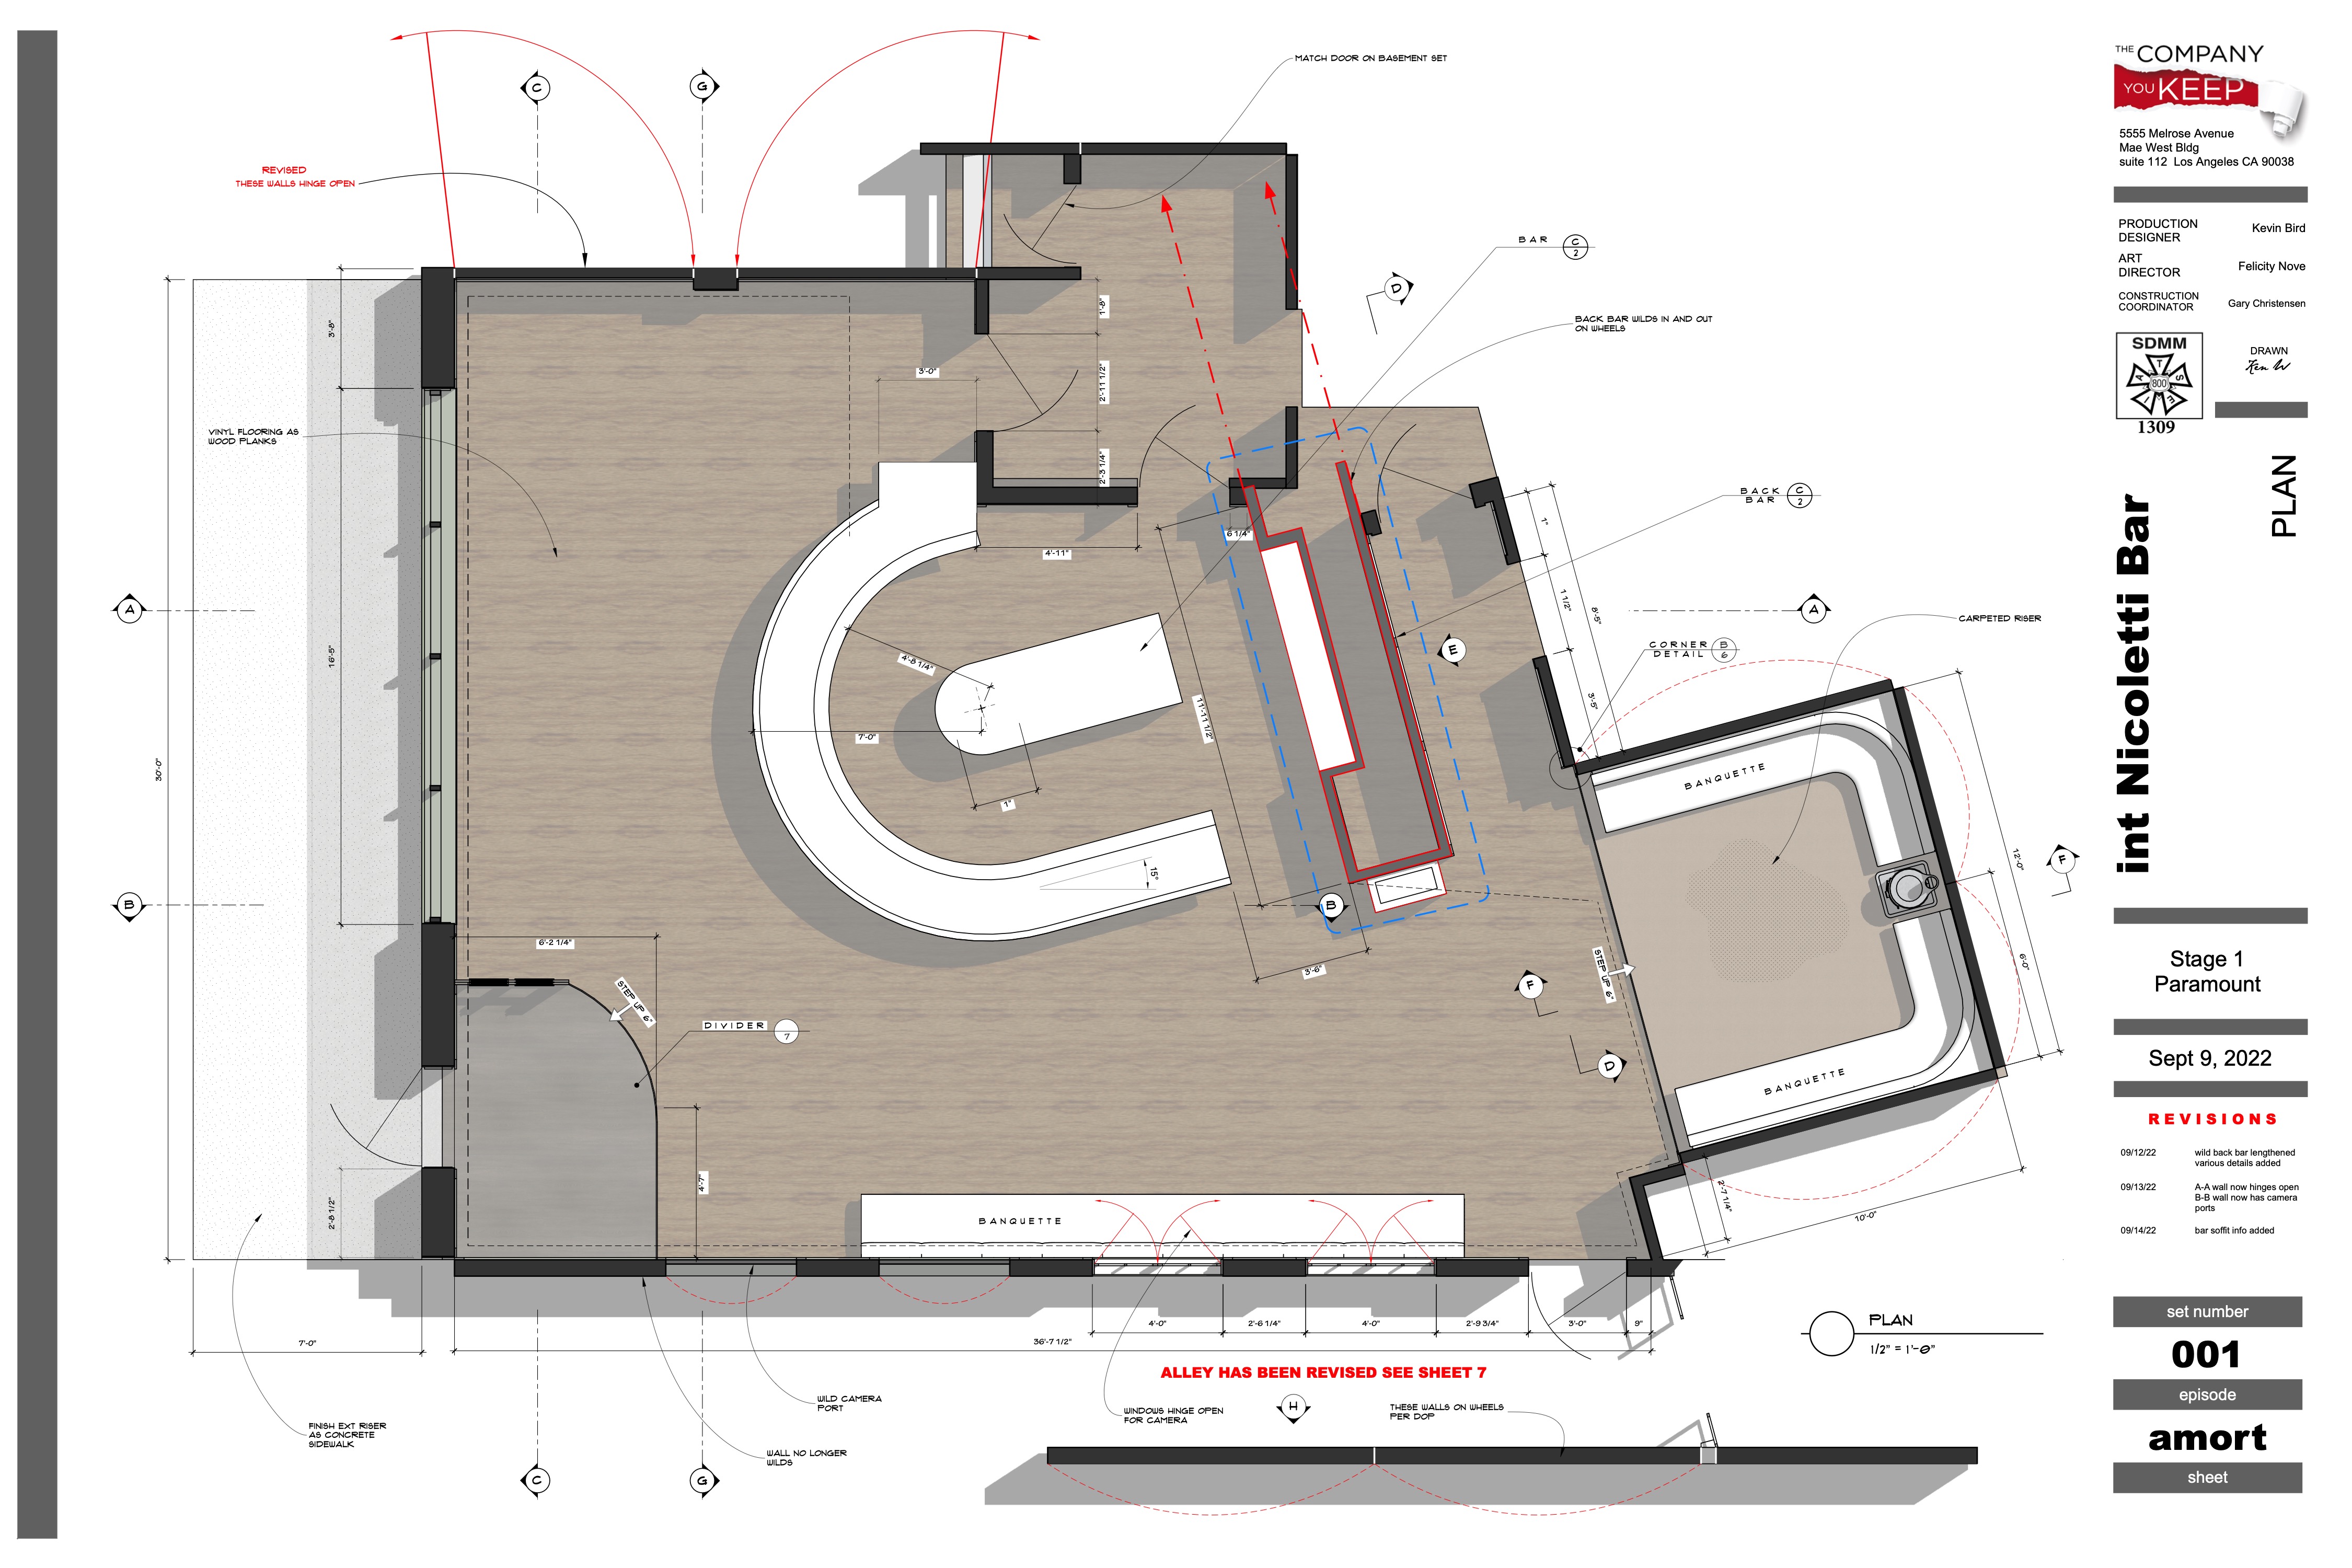 THE COMPANY
YOU KEEP
5555 Melrose Avenue
Mae West Bldg
suite 112 Los Angeles CA 90038
PRODUCTION
DESIGNER
Kevin Bird
ART
DIRECTOR
Felicity Nove
CONSTRUCTION
COORDINATOR
Gary Christensen
SDMM
IATSE
800
1309
DRAWN
Ken W
PLAN
int Nicoletti Bar
Stage 1
Paramount
Sept 9, 2022
REVISIONS
09/12/22
wild back bar lengthened
various details added
09/13/22
A-A wall now hinges open
B-B wall now has camera
ports
09/14/22
bar soffit info added
set number
001
episode
amort
sheet
C
G
MATCH DOOR ON BASEMENT SET
REVISED
THESE WALLS HINGE OPEN
BAR
C
2
D
BACK BAR WILDS IN AND OUT
ON WHEELS
3'-8"
1'-8"
3'-0"
2'-11 1/2"
VINYL FLOORING AS
WOOD PLANKS
2'-3 1/4"
BACK
BAR
C
2
6 1/4"
4'-11"
1"
1 1/2"
8'-5"
3'-5"
A
A
CARPETED RISER
CORNER
DETAIL
B
6
E
16'-5"
4'-8 1/4"
11'-11 1/2"
7'-0"
30'-0"
1"
BANQUETTE
12'-0"
F
15°
B
B
6'-2 1/4"
3'-6"
STEP UP 6"
6'-0"
F
STEP UP 6"
DIVIDER
7
D
BANQUETTE
4'-7"
2'-8 1/2"
2'-7 1/4"
10'-0"
BANQUETTE
4'-0"
2'-6 1/4"
4'-0"
2'-9 3/4"
3'-0"
9"
7'-0"
36'-7 1/2"
PLAN
1/2" = 1'-0"
ALLEY HAS BEEN REVISED SEE SHEET 7
WILD CAMERA
PORT
WINDOWS HINGE OPEN
FOR CAMERA
H
THESE WALLS ON WHEELS
PER DOP
FINISH EXT RISER
AS CONCRETE
SIDEWALK
WALL NO LONGER
WILDS
C
G